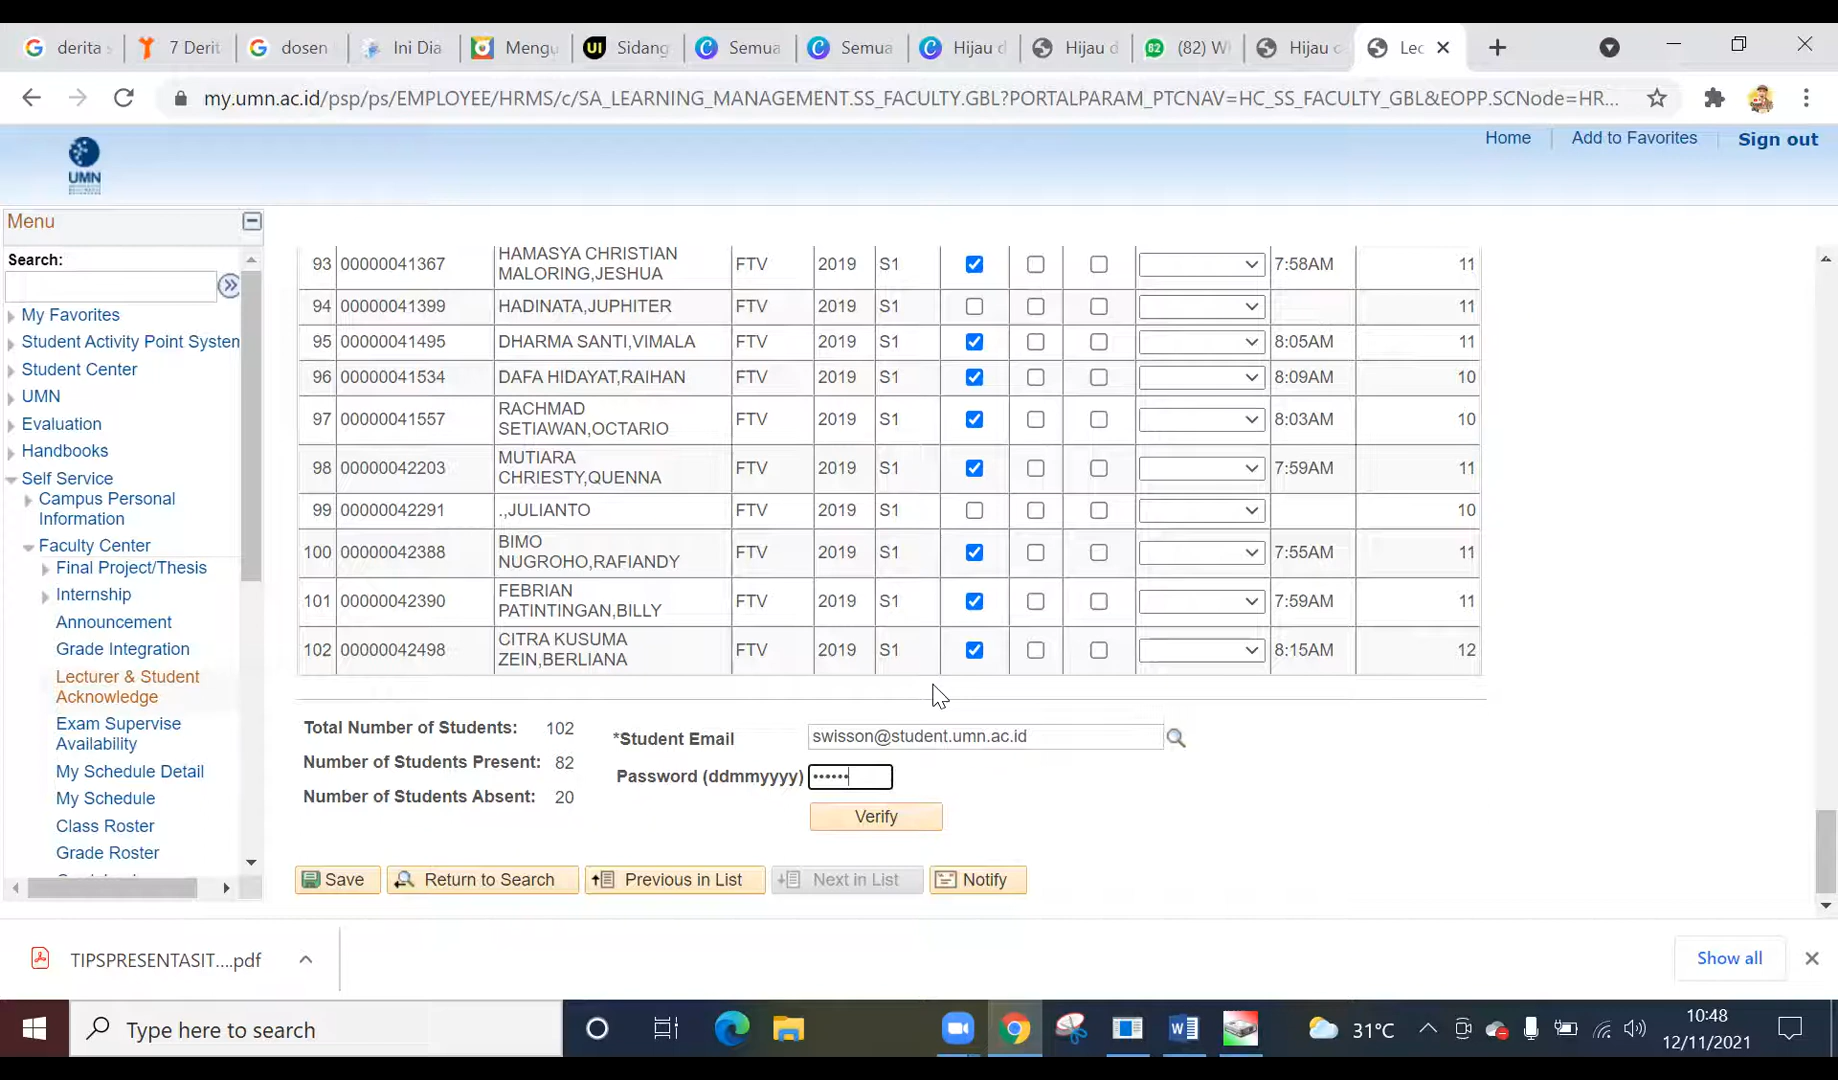 derita
7 Derit
dosen
Ini Dia
Mengu
UI Sidang
Semua
Semua
Hijau d
Hijau d
82 (82) W
Hijau
Lec
my.umn.ac.id/psp/ps/EMPLOYEE/HRMS/c/SA_LEARNING_MANAGEMENT.SS_FACULTY.GBL?PORTALPARAM_PTCNAV=HC_SS_FACULTY_GBL&EOPP.SCNode=HR...
Home
Add to Favorites
Sign out
UMN
Menu
Search:
My Favorites
Student Activity Point System
Student Center
UMN
Evaluation
Handbooks
Self Service
Campus Personal
Information
Faculty Center
Final Project/Thesis
Internship
Announcement
Grade Integration
Lecturer & Student
Acknowledge
Exam Supervise
Availability
My Schedule Detail
My Schedule
Class Roster
Grade Roster
93 00000041367 HAMASYA CHRISTIAN MALORING,JESHUA FTV 2019 S1 7:58AM 11
94 00000041399 HADINATA,JUPHITER FTV 2019 S1 11
95 00000041495 DHARMA SANTI,VIMALA FTV 2019 S1 8:05AM 11
96 00000041534 DAFA HIDAYAT,RAIHAN FTV 2019 S1 8:09AM 10
97 00000041557 RACHMAD SETIAWAN,OCTARIO FTV 2019 S1 8:03AM 10
98 00000042203 MUTIARA CHRIESTY,QUENNA FTV 2019 S1 7:59AM 11
99 00000042291 .,JULIANTO FTV 2019 S1 10
100 00000042388 BIMO NUGROHO,RAFIANDY FTV 2019 S1 7:55AM 11
101 00000042390 FEBRIAN PATINTINGAN,BILLY FTV 2019 S1 7:59AM 11
102 00000042498 CITRA KUSUMA ZEIN,BERLIANA FTV 2019 S1 8:15AM 12
Total Number of Students: 102
Number of Students Present: 82
Number of Students Absent: 20
*Student Email swisson@student.umn.ac.id
Password (ddmmyyyy) ••••••
Verify
Save
Return to Search
Previous in List
Next in List
Notify
TIPSPRESENTASIT....pdf
Show all
Type here to search
31°C
10:48
12/11/2021